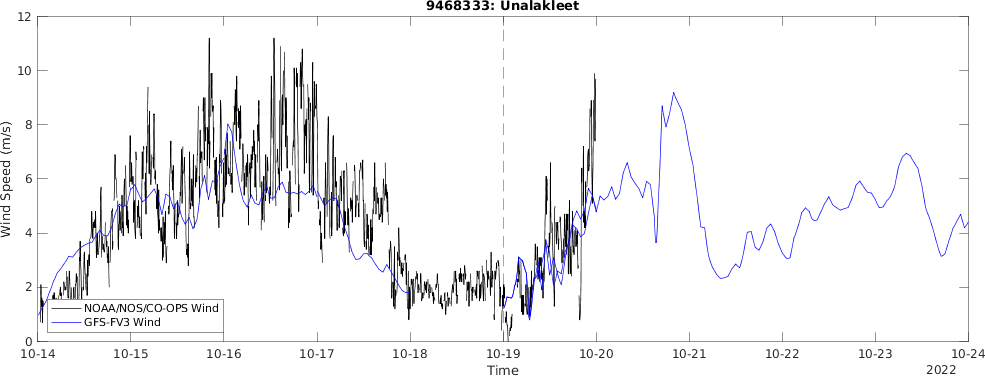 9468333: Unalakleet
12
10
8
6
4
2
0
Wind Speed (m/s)
NOAA/NOS/CO-OPS Wind
GFS-FV3 Wind
10-14 10-15 10-16 10-17 10-18 10-19 10-20 10-21 10-22 10-23 10-24
Time
2022